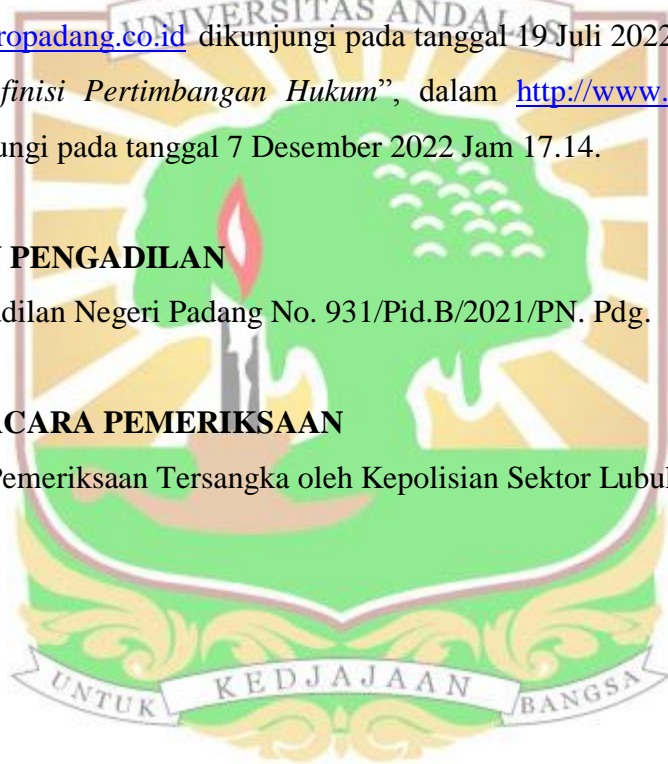 UNIVERSITAS ANDALAS
ropadang.co.id dikunjungi pada tanggal 19 Juli 2022
finisi Pertimbangan Hukum”, dalam http://www.
ungi pada tanggal 7 Desember 2022 Jam 17.14.
PENGADILAN
adilan Negeri Padang No. 931/Pid.B/2021/PN. Pdg.
ACARA PEMERIKSAAN
Pemeriksaan Tersangka oleh Kepolisian Sektor Lubu
UNTUK KEDJAJAAN BANGSA